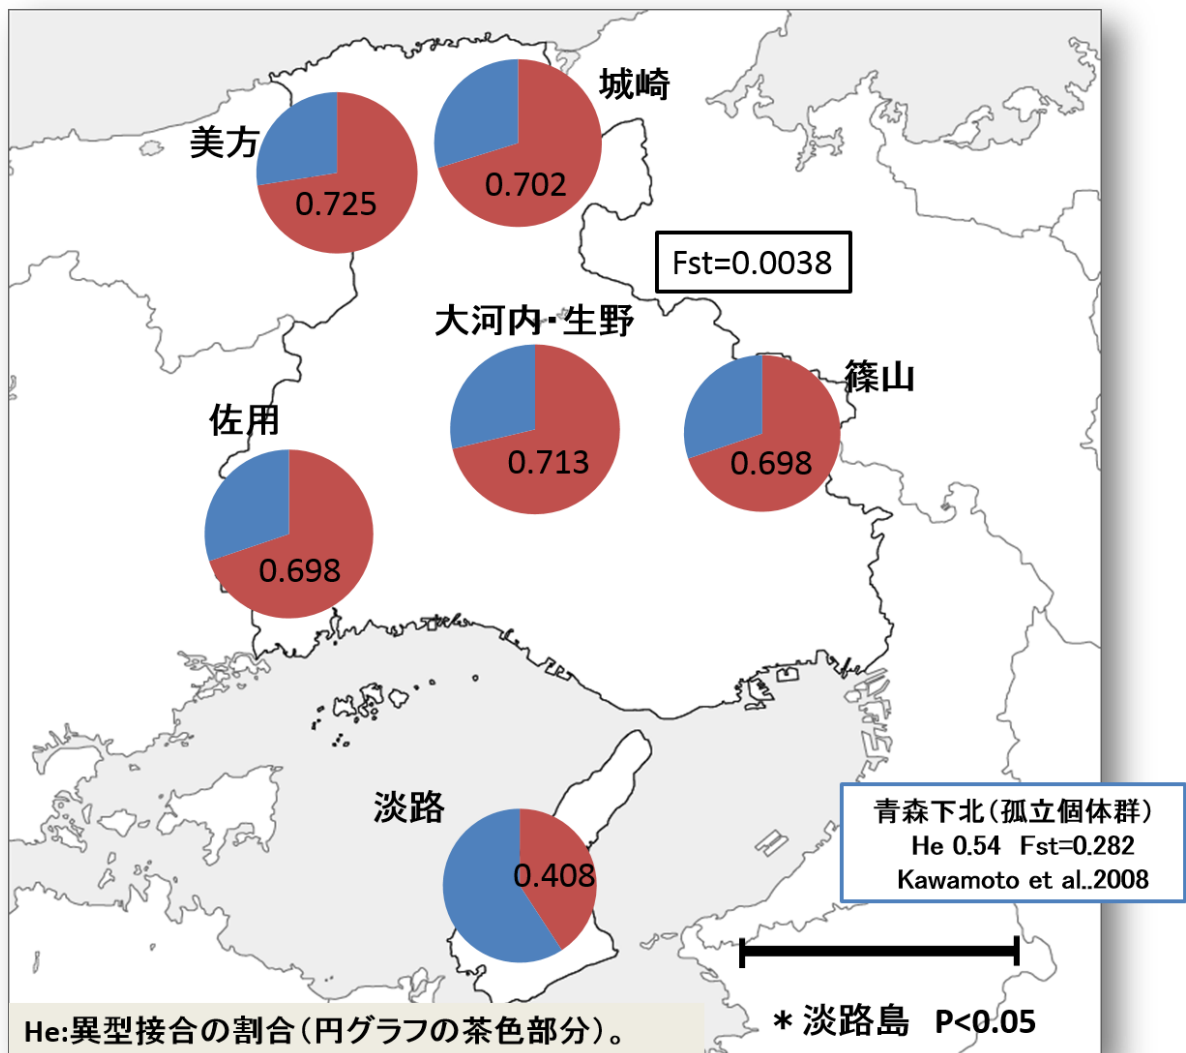 城崎
美方
0.702
0.725
Fst=0.0038
大河内・生野
篠山
佐用
0.713
0.698
0.698
淡路
0.408
青森下北(孤立個体群)
He 0.54 Fst=0.282
Kawamoto et al..2008
*淡路島 P<0.05
He:異型接合の割合(円グラフの茶色部分)。